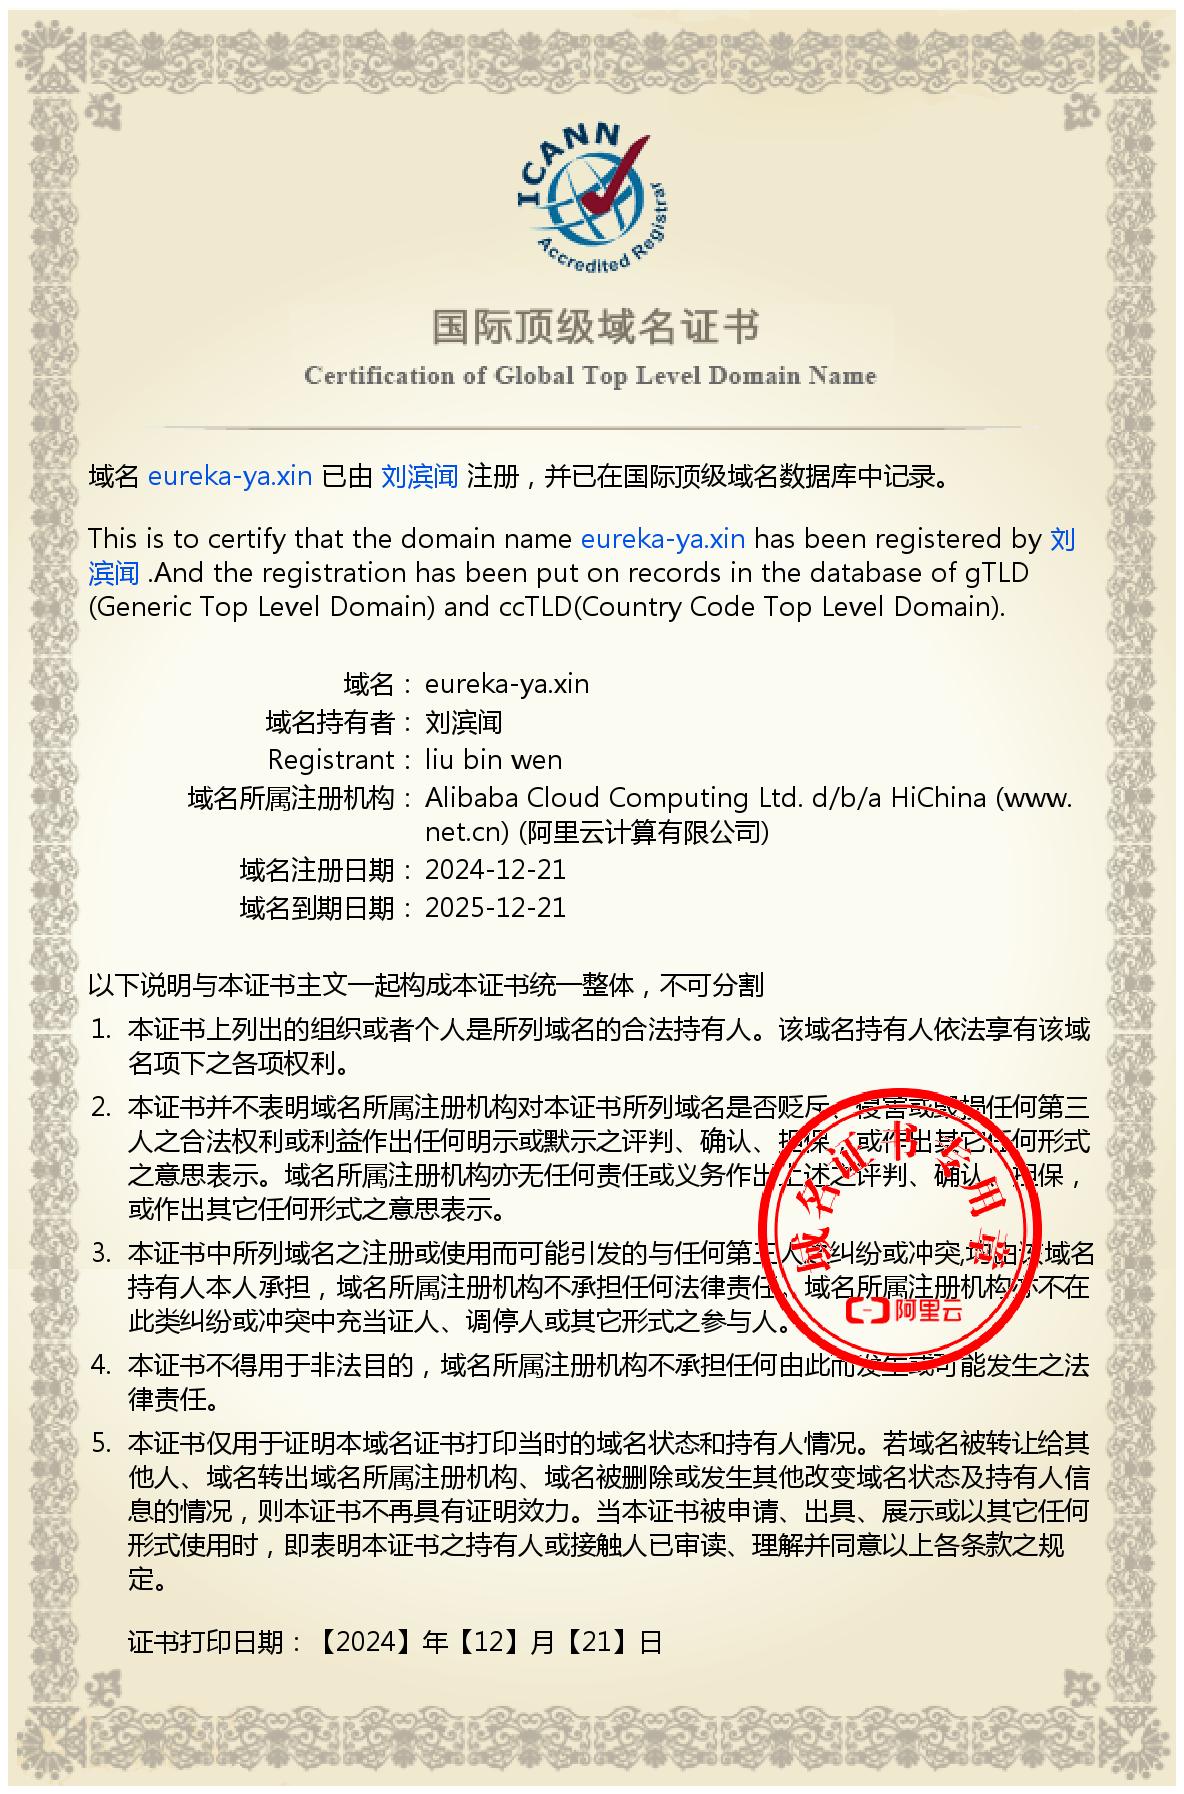 ICANN
Accredited Registrar
国际顶级域名证书
Certification of Global Top Level Domain Name
域名 eureka-ya.xin 已由 刘滨闻 注册，并已在国际顶级域名数据库中记录。
This is to certify that the domain name eureka-ya.xin has been registered by 刘
滨闻 .And the registration has been put on records in the database of gTLD
(Generic Top Level Domain) and ccTLD(Country Code Top Level Domain).
域名： eureka-ya.xin
域名持有者： 刘滨闻
Registrant： liu bin wen
域名所属注册机构： Alibaba Cloud Computing Ltd. d/b/a HiChina (www.
net.cn) (阿里云计算有限公司)
域名注册日期： 2024-12-21
域名到期日期： 2025-12-21
以下说明与本证书主文一起构成本证书统一整体，不可分割
1. 本证书上列出的组织或者个人是所列域名的合法持有人。该域名持有人依法享有该域
名项下之各项权利。
2. 本证书并不表明域名所属注册机构对本证书所列域名是否贬斥、侵害或毁损任何第三
人之合法权利或利益作出任何明示或默示之评判、确认、担保，或作出其它任何形式
之意思表示。域名所属注册机构亦无任何责任或义务作出上述之评判、确认、担保，
或作出其它任何形式之意思表示。
3. 本证书中所列域名之注册或使用而可能引发的与任何第三人之纠纷或冲突,均由该域名
持有人本人承担，域名所属注册机构不承担任何法律责任。域名所属注册机构亦不在
此类纠纷或冲突中充当证人、调停人或其它形式之参与人。
4. 本证书不得用于非法目的，域名所属注册机构不承担任何由此而发生或可能发生之法
律责任。
5. 本证书仅用于证明本域名证书打印当时的域名状态和持有人情况。若域名被转让给其
他人、域名转出域名所属注册机构、域名被删除或发生其他改变域名状态及持有人信
息的情况，则本证书不再具有证明效力。当本证书被申请、出具、展示或以其它任何
形式使用时，即表明本证书之持有人或接触人已审读、理解并同意以上各条款之规
定。
域名证书专用章
阿里云
证书打印日期：【2024】年【12】月【21】日